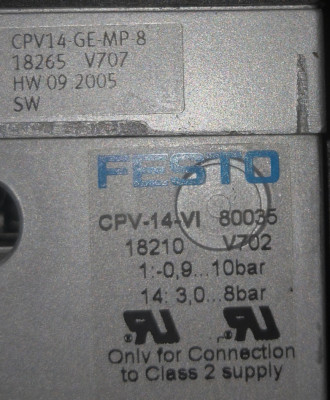 CPV14-GE-MP-8
18265 V707
HW 09.2005
SW
FESTO
CPV-14-VI 80035
18210 V702
1:-0,9...10bar
14: 3,0...8bar
Only for Connection
to Class 2 supply